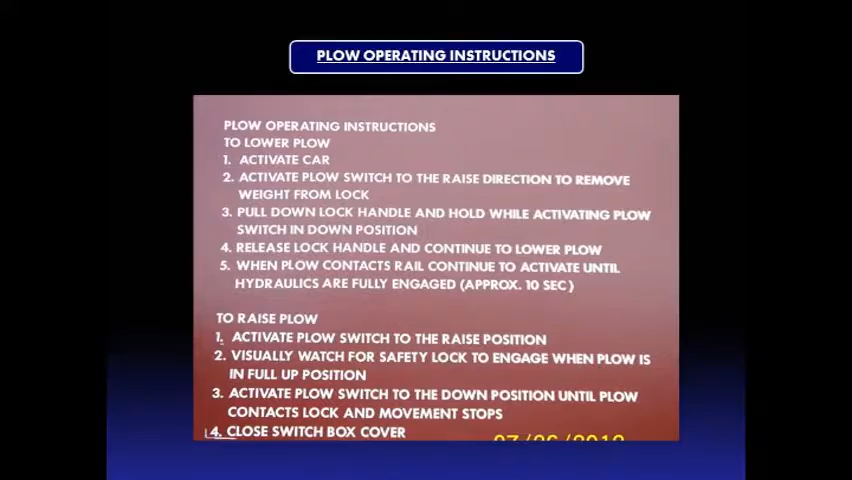 PLOW OPERATING INSTRUCTIONS
PLOW OPERATING INSTRUCTIONS
TO LOWER PLOW
1. ACTIVATE CAR
2. ACTIVATE PLOW SWITCH TO THE RAISE DIRECTION TO REMOVE
WEIGHT FROM LOCK
3. PULL DOWN LOCK HANDLE AND HOLD WHILE ACTIVATING PLOW
SWITCH IN DOWN POSITION
4. RELEASE LOCK HANDLE AND CONTINUE TO LOWER PLOW
5. WHEN PLOW CONTACTS RAIL CONTINUE TO ACTIVATE UNTIL
HYDRAULICS ARE FULLY ENGAGED (APPROX. 10 SEC)
TO RAISE PLOW
1. ACTIVATE PLOW SWITCH TO THE RAISE POSITION
2. VISUALLY WATCH FOR SAFETY LOCK TO ENGAGE WHEN PLOW IS
IN FULL UP POSITION
3. ACTIVATE PLOW SWITCH TO THE DOWN POSITION UNTIL PLOW
CONTACTS LOCK AND MOVEMENT STOPS
4. CLOSE SWITCH BOX COVER